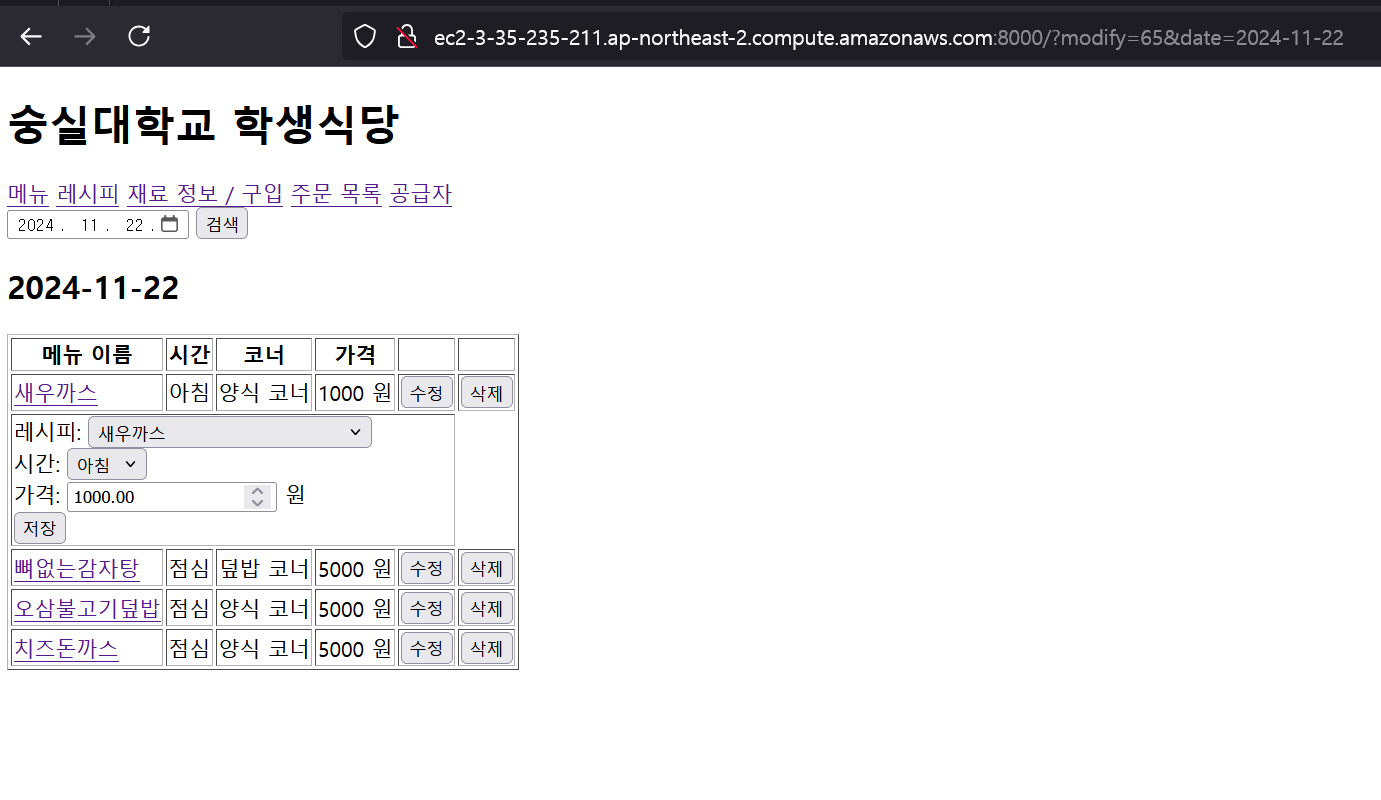 ec2-3-35-235-211.ap-northeast-2.compute.amazonaws.com:8000/?modify=65&date=2024-11-22
숭실대학교 학생식당
메뉴 레시피 재료 정보 / 구입 주문 목록 공급자
2024. 11. 22. 검색
2024-11-22
메뉴 이름 시간 코너 가격
새우까스 아침 양식 코너 1000 원 수정 삭제
레시피: 새우까스
시간: 아침
가격: 1000.00 원
저장
뼈없는감자탕 점심 덮밥 코너 5000 원 수정 삭제
오삼불고기덮밥 점심 양식 코너 5000 원 수정 삭제
치즈돈까스 점심 양식 코너 5000 원 수정 삭제